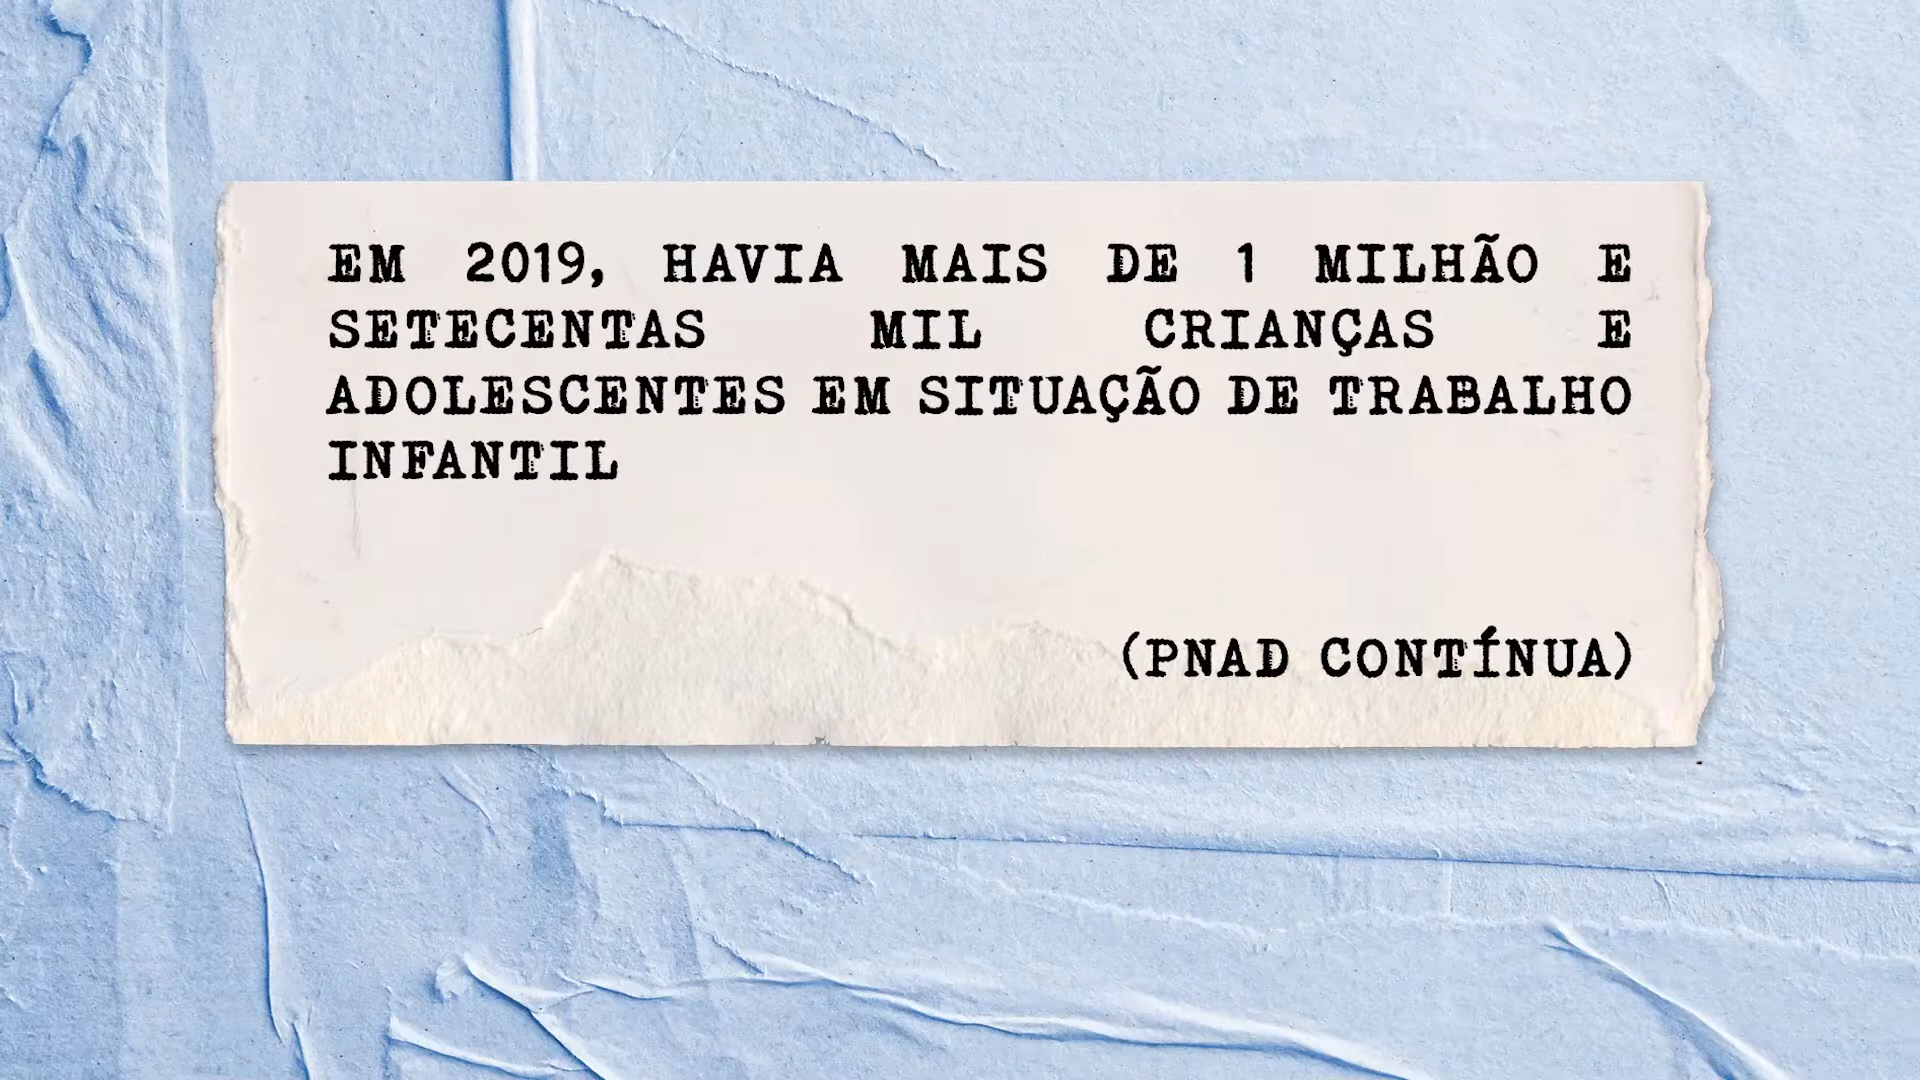 EM 2019, HAVIA MAIS DE 1 MILHÃO E
SETECENTAS MIL CRIANÇAS E
ADOLESCENTES EM SITUAÇÃO DE TRABALHO
INFANTIL
(PNAD CONTÍNUA)